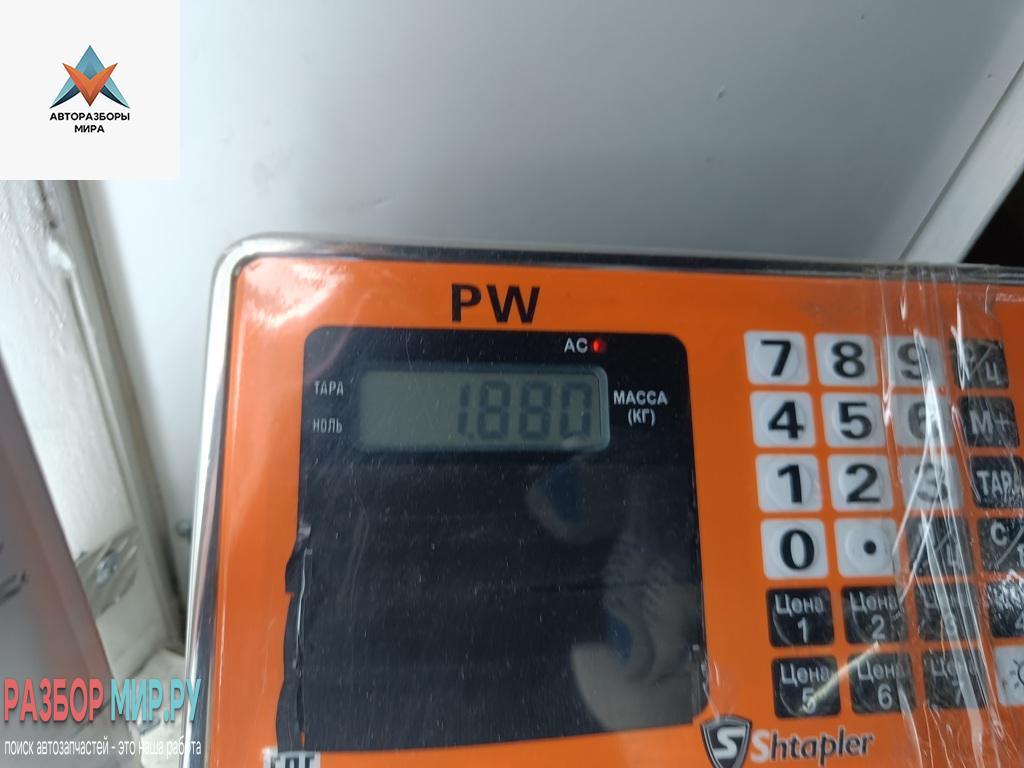 АВТОРАЗБОРЫ
МИРА
PW
AC
ТАРА
НОЛЬ
1.880
МАССА
(КГ)
7 8 9
4 5 6 М+
1 2 3 ТАРА
0 •
Цена 1 Цена 2
Цена 5 Цена 6
Shtapler
РАЗБОР МИР.РУ
поиск автозапчастей - это наша работа